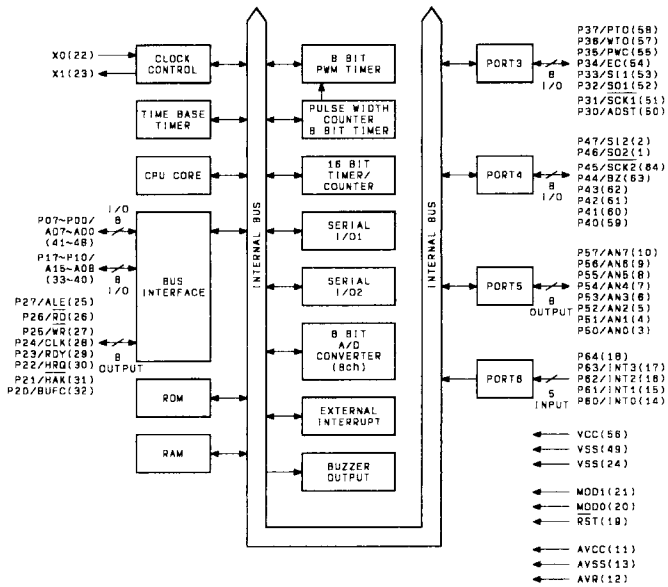 X0(22)
X1(23)
CLOCK
CONTROL
TIME BASE
TIMER
CPU CORE
I/O
P07~P00/
A07~A00
(41~48)
8
P17~P10/
A15~A08
(33~40)
8
I/O
BUS
INTERFACE
P27/ALE(25)
P26/RD(26)
P25/WR(27)
P24/CLK(28)
P23/RDY(29)
P22/HRQ(30)
P21/HAK(31)
P20/BUFC(32)
8
OUTPUT
ROM
RAM
INTERNAL BUS
8 BIT
PWM TIMER
PULSE WIDTH
COUNTER
8 BIT TIMER
16 BIT
TIMER/
COUNTER
SERIAL
I/O1
SERIAL
I/O2
8 BIT
A/D
CONVERTER
(8ch)
EXTERNAL
INTERRUPT
BUZZER
OUTPUT
INTERNAL BUS
PORT3
8
I/O
P37/PTO(58)
P36/WTO(57)
P35/PWC(55)
P34/EC(54)
P33/SI1(53)
P32/SO1(52)
P31/SCK1(51)
P30/ADST(50)
PORT4
8
I/O
P47/SI2(2)
P46/SO2(1)
P45/SCK2(64)
P44/BZ(63)
P43(62)
P42(61)
P41(60)
P40(59)
PORT5
8
OUTPUT
P57/AN7(10)
P56/AN6(9)
P55/AN5(8)
P54/AN4(7)
P53/AN3(6)
P52/AN2(5)
P51/AN1(4)
P50/AN0(3)
PORT6
5
INPUT
P64(18)
P63/INT3(17)
P62/INT2(16)
P61/INT1(15)
P60/INT0(14)
VCC(56)
VSS(49)
VSS(24)
MOD1(21)
MOD0(20)
RST(19)
AVCC(11)
AVSS(13)
AVR(12)